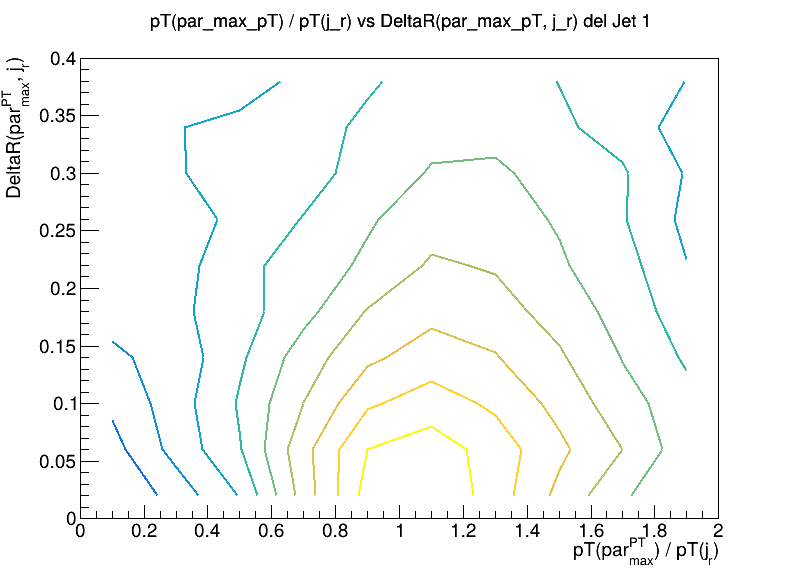 pT(par_max_pT) / pT(j_r) vs DeltaR(par_max_pT, j_r) del Jet 1
DeltaR(par^PT_max, j_r)
0.4
0.35
0.3
0.25
0.2
0.15
0.1
0.05
0
0 0.2 0.4 0.6 0.8 1 1.2 1.4 1.6 1.8 2
pT(par^PT_max) / pT(j_r)